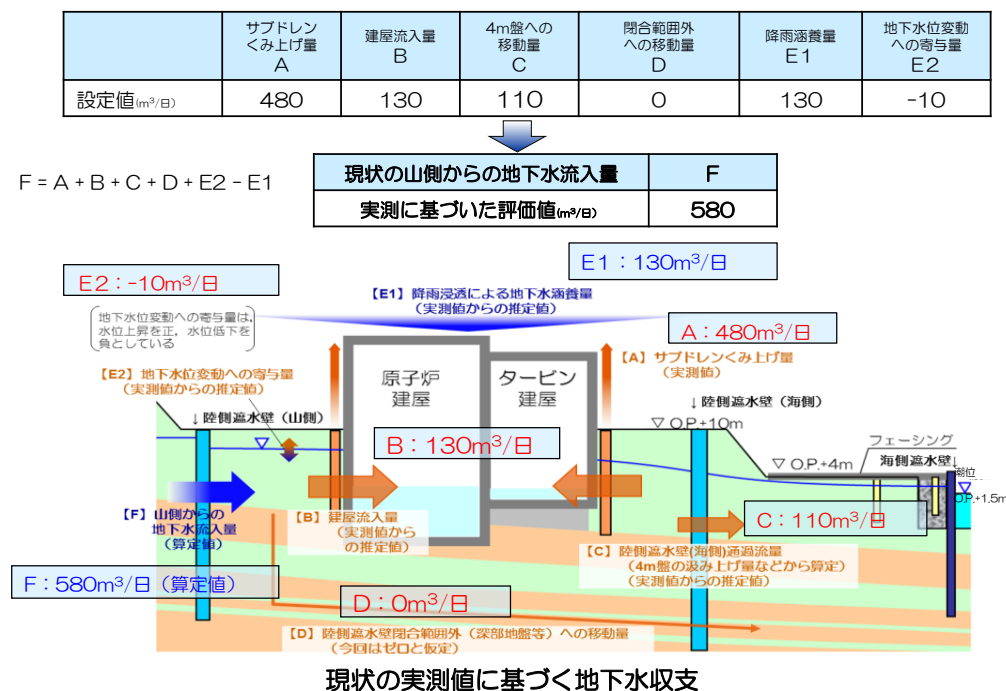 サブドレン
くみ上げ量
A
建屋流入量
B
4m盤への
移動量
C
閉合範囲外
への移動量
D
降雨涵養量
E1
地下水位変動
への寄与量
E2
設定値(m³/日)
480
130
110
0
130
-10
F = A + B + C + D + E2 - E1
現状の山側からの地下水流入量
F
実測に基づいた評価値(m³/日)
580
E2：-10m³/日
E1：130m³/日
【E1】降雨浸透による地下水涵養量
（実測値からの推定値）
地下水位変動への寄与量は、
水位上昇を正，水位低下を
負としている
A：480m³/日
【A】サブドレンくみ上げ量
（実測値）
【E2】地下水位変動への寄与量
（実測値からの推定値）
原子炉
建屋
タービン
建屋
↓陸側遮水壁（山側）
↓陸側遮水壁（海側）
▽ O.P.+10m
フェーシング
▽ O.P.+4m
海側遮水壁↓
潮位
O.P.+1.5m
B：130m³/日
【F】山側からの
地下水流入量
（算定値）
【B】建屋流入量
（実測値から
の推定値）
C：110m³/日
【C】陸側遮水壁(海側)通過流量
（4m盤の汲み上げ量などから算定）
（実測値からの推定値）
F：580m³/日（算定値）
D：0m³/日
【D】陸側遮水壁閉合範囲外（深部地盤等）への移動量
（今回はゼロと仮定）
現状の実測値に基づく地下水収支